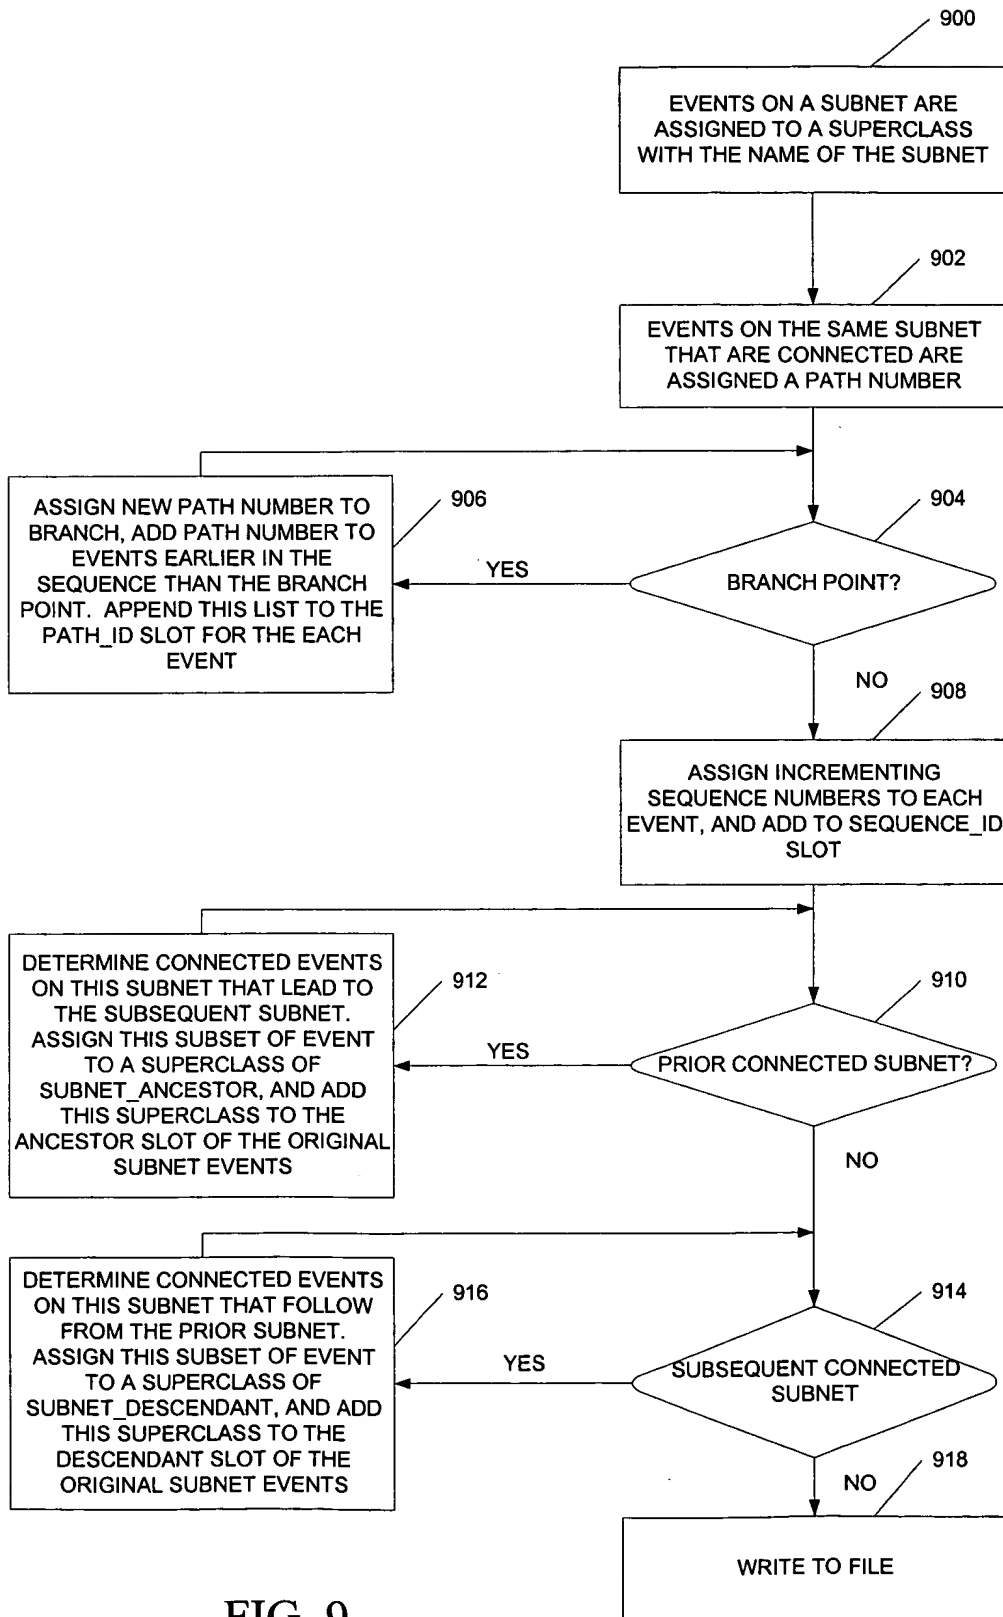 900
EVENTS ON A SUBNET ARE
ASSIGNED TO A SUPERCLASS
WITH THE NAME OF THE SUBNET
902
EVENTS ON THE SAME SUBNET
THAT ARE CONNECTED ARE
ASSIGNED A PATH NUMBER
ASSIGN NEW PATH NUMBER TO
BRANCH, ADD PATH NUMBER TO
EVENTS EARLIER IN THE
SEQUENCE THAN THE BRANCH
POINT. APPEND THIS LIST TO THE
PATH_ID SLOT FOR THE EACH
EVENT
906
YES
904
BRANCH POINT?
NO
908
ASSIGN INCREMENTING
SEQUENCE NUMBERS TO EACH
EVENT, AND ADD TO SEQUENCE_ID
SLOT
DETERMINE CONNECTED EVENTS
ON THIS SUBNET THAT LEAD TO
THE SUBSEQUENT SUBNET.
ASSIGN THIS SUBSET OF EVENT
TO A SUPERCLASS OF
SUBNET_ANCESTOR, AND ADD
THIS SUPERCLASS TO THE
ANCESTOR SLOT OF THE ORIGINAL
SUBNET EVENTS
912
YES
910
PRIOR CONNECTED SUBNET?
NO
DETERMINE CONNECTED EVENTS
ON THIS SUBNET THAT FOLLOW
FROM THE PRIOR SUBNET.
ASSIGN THIS SUBSET OF EVENT
TO A SUPERCLASS OF
SUBNET_DESCENDANT, AND ADD
THIS SUPERCLASS TO THE
DESCENDANT SLOT OF THE
ORIGINAL SUBNET EVENTS
916
YES
914
SUBSEQUENT CONNECTED
SUBNET
NO
918
WRITE TO FILE
FIG. 9